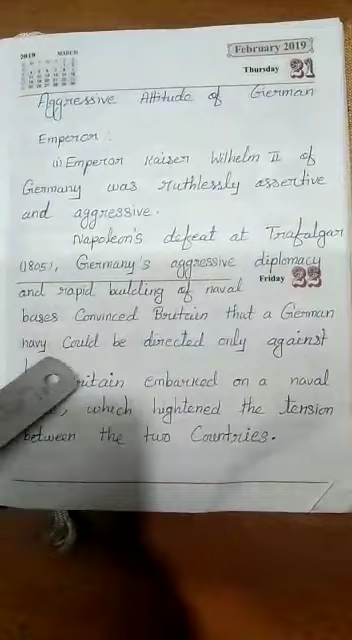 2019 MARCH
February 2019
Thursday 21
Aggressive Attitude of German
Emperor :
(i) Emperor Kaiser Wilhelm II of
Germany was ruthlessly assertive
and aggressive.
Napoleon's defeat at Trafalgar
(1805), Germany's aggressive diplomacy
Friday 22
and rapid building of naval
bases Convinced Britain that a German
navy Could be directed only against
Britain embarked on a naval
which hightened the tension
between the two Countries.